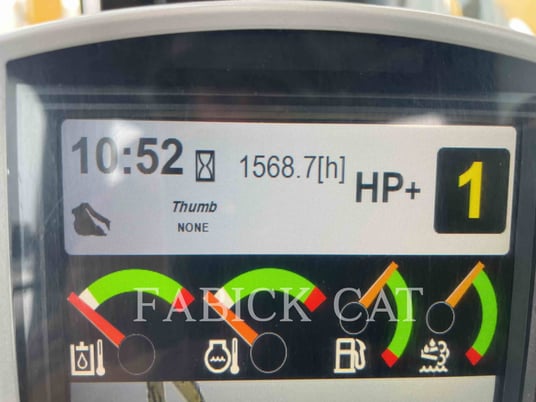 10:52 1568.7[h] HP+ 1
Thumb
NONE
FABICK CAT